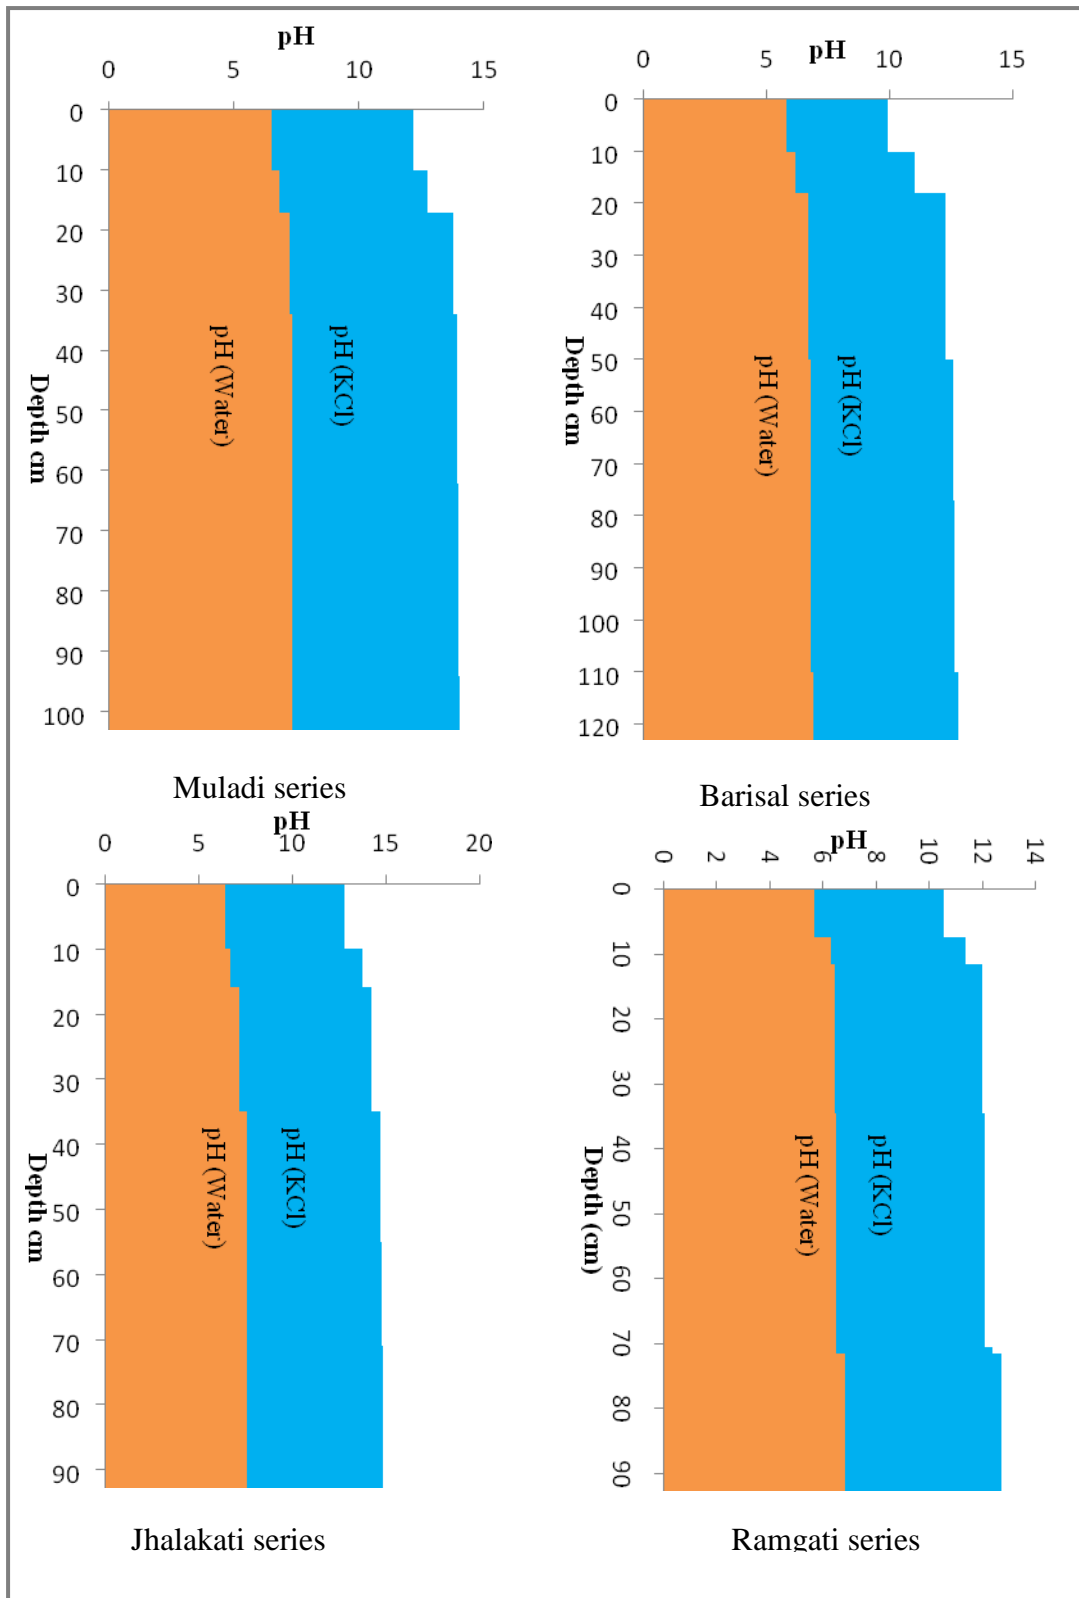 pH
0 5 10 15
0
10
20
30
40
50
60
70
80
90
100
Depth cm
pH (Water)
pH (KCl)
Muladi series
pH
0 5 10 15
0
10
20
30
40
50
60
70
80
90
100
110
120
Depth cm
pH (Water)
pH (KCl)
Barisal series
pH
0 5 10 15 20
0
10
20
30
40
50
60
70
80
90
Depth cm
pH (Water)
pH (KCl)
Jhalakati series
pH
0 2 4 6 8 10 12 14
0
10
20
30
40
50
60
70
80
90
Depth (cm)
pH (Water)
pH (KCl)
Ramgati series